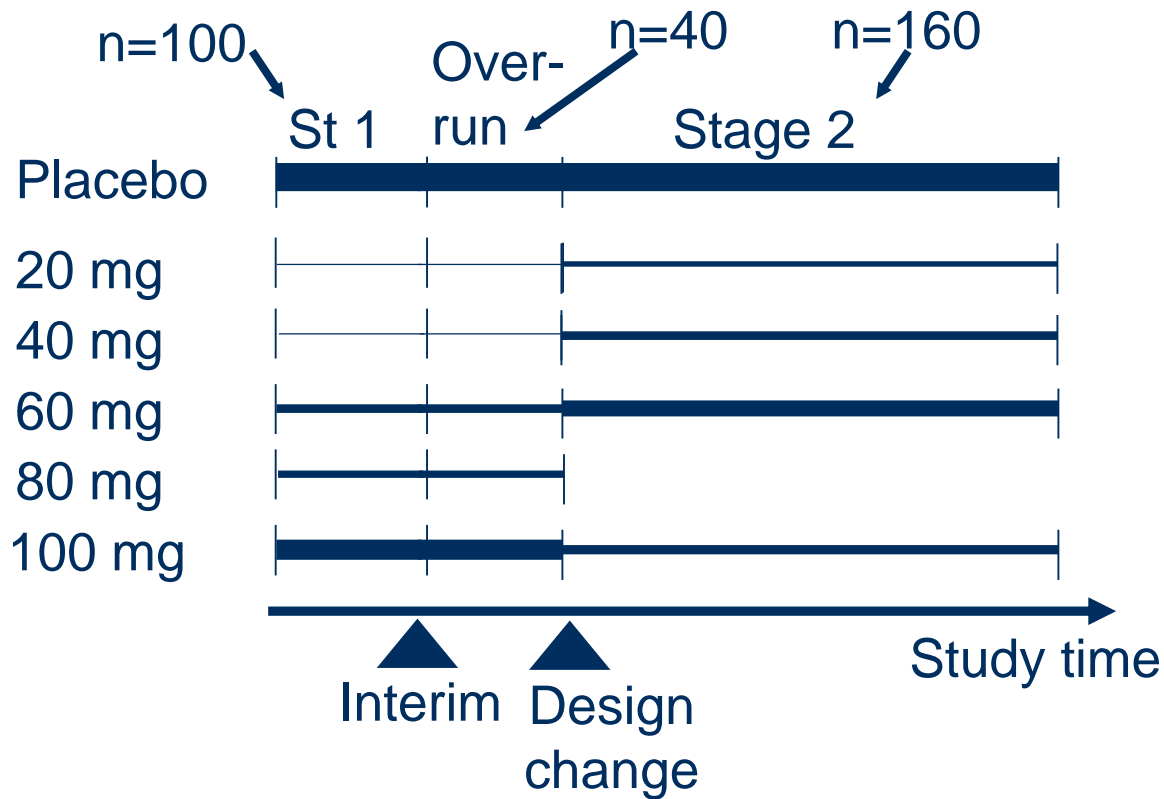 n=100
Over-
n=40
n=160
St 1
run
Stage 2
Placebo
20 mg
40 mg
60 mg
80 mg
100 mg
Study time
Interim
Design
change